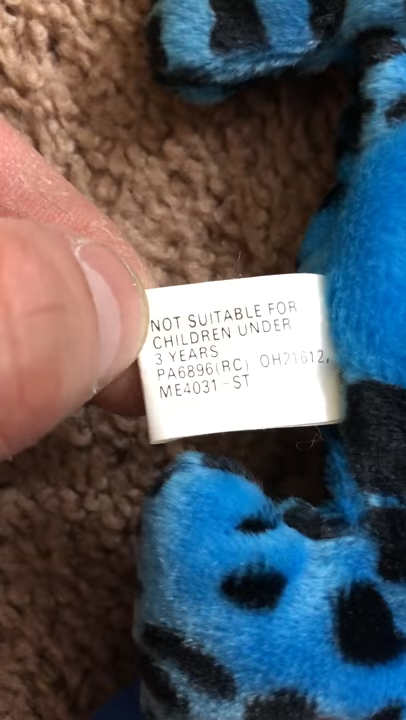 NOT SUITABLE FOR
CHILDREN UNDER
3 YEARS
PA6896(RC) OH21612,
ME4031-ST